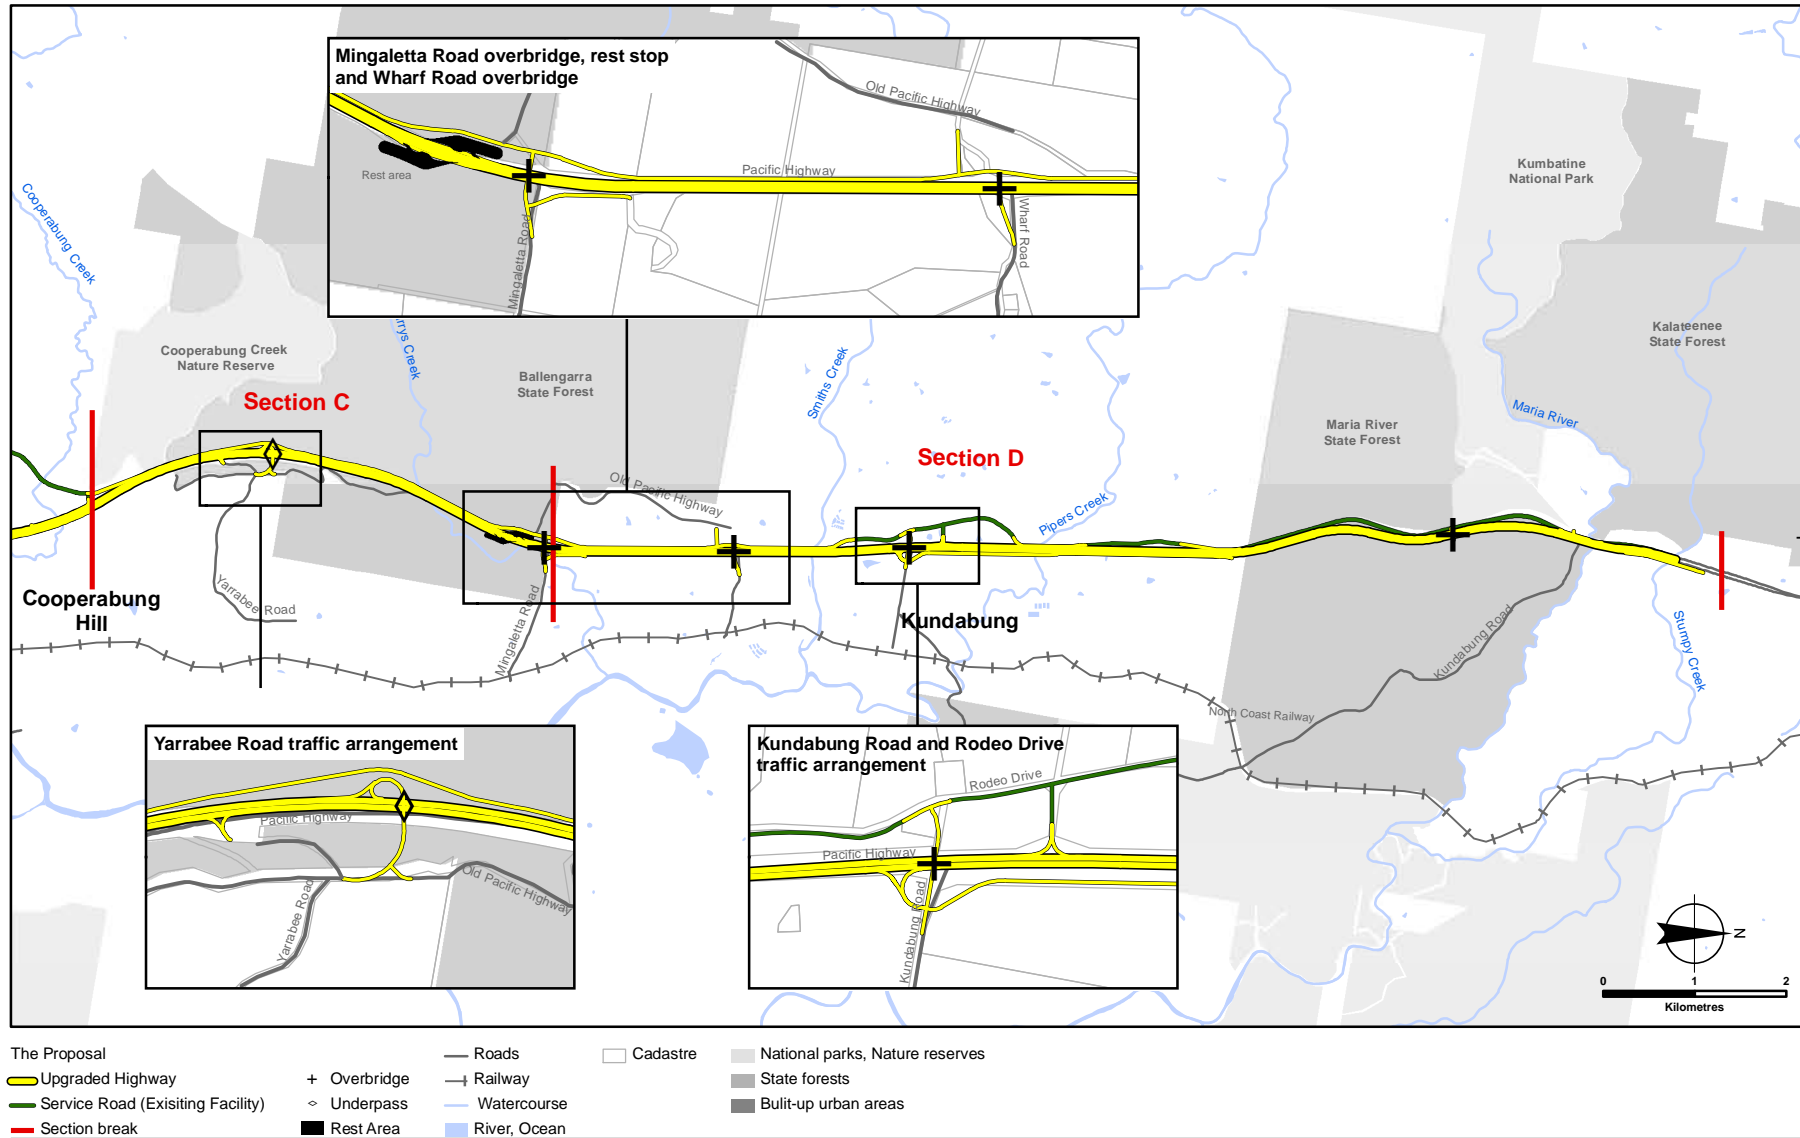 Mingaletta Road overbridge, rest stop
and Wharf Road overbridge
Old Pacific Highway
Pacific Highway
Rest area
Mingaletta Road
Wharf Road
Kumbatine
National Park
Cooperabung Creek
Cooperabung Creek
Nature Reserve
rrys Creek
Ballengarra
State Forest
Smiths Creek
Kalateenee
State Forest
Maria River
Maria River
State Forest
Section C
Section D
Old Pacific Highway
Pipers Creek
Cooperabung
Hill
Yarrabee Road
Mingaletta Road
Kundabung
Kundabung Road
Stumpy Creek
North Coast Railway
Yarrabee Road traffic arrangement
Pacific Highway
Old Pacific Highway
Yarrabee Road
Kundabung Road and Rodeo Drive
traffic arrangement
Rodeo Drive
Pacific Highway
Kundabung Road
N
0 1 2
Kilometres
The Proposal
Upgraded Highway
Service Road (Exisiting Facility)
Section break
Overbridge
Underpass
Rest Area
Roads
Railway
Watercourse
River, Ocean
Cadastre
National parks, Nature reserves
State forests
Bulit-up urban areas